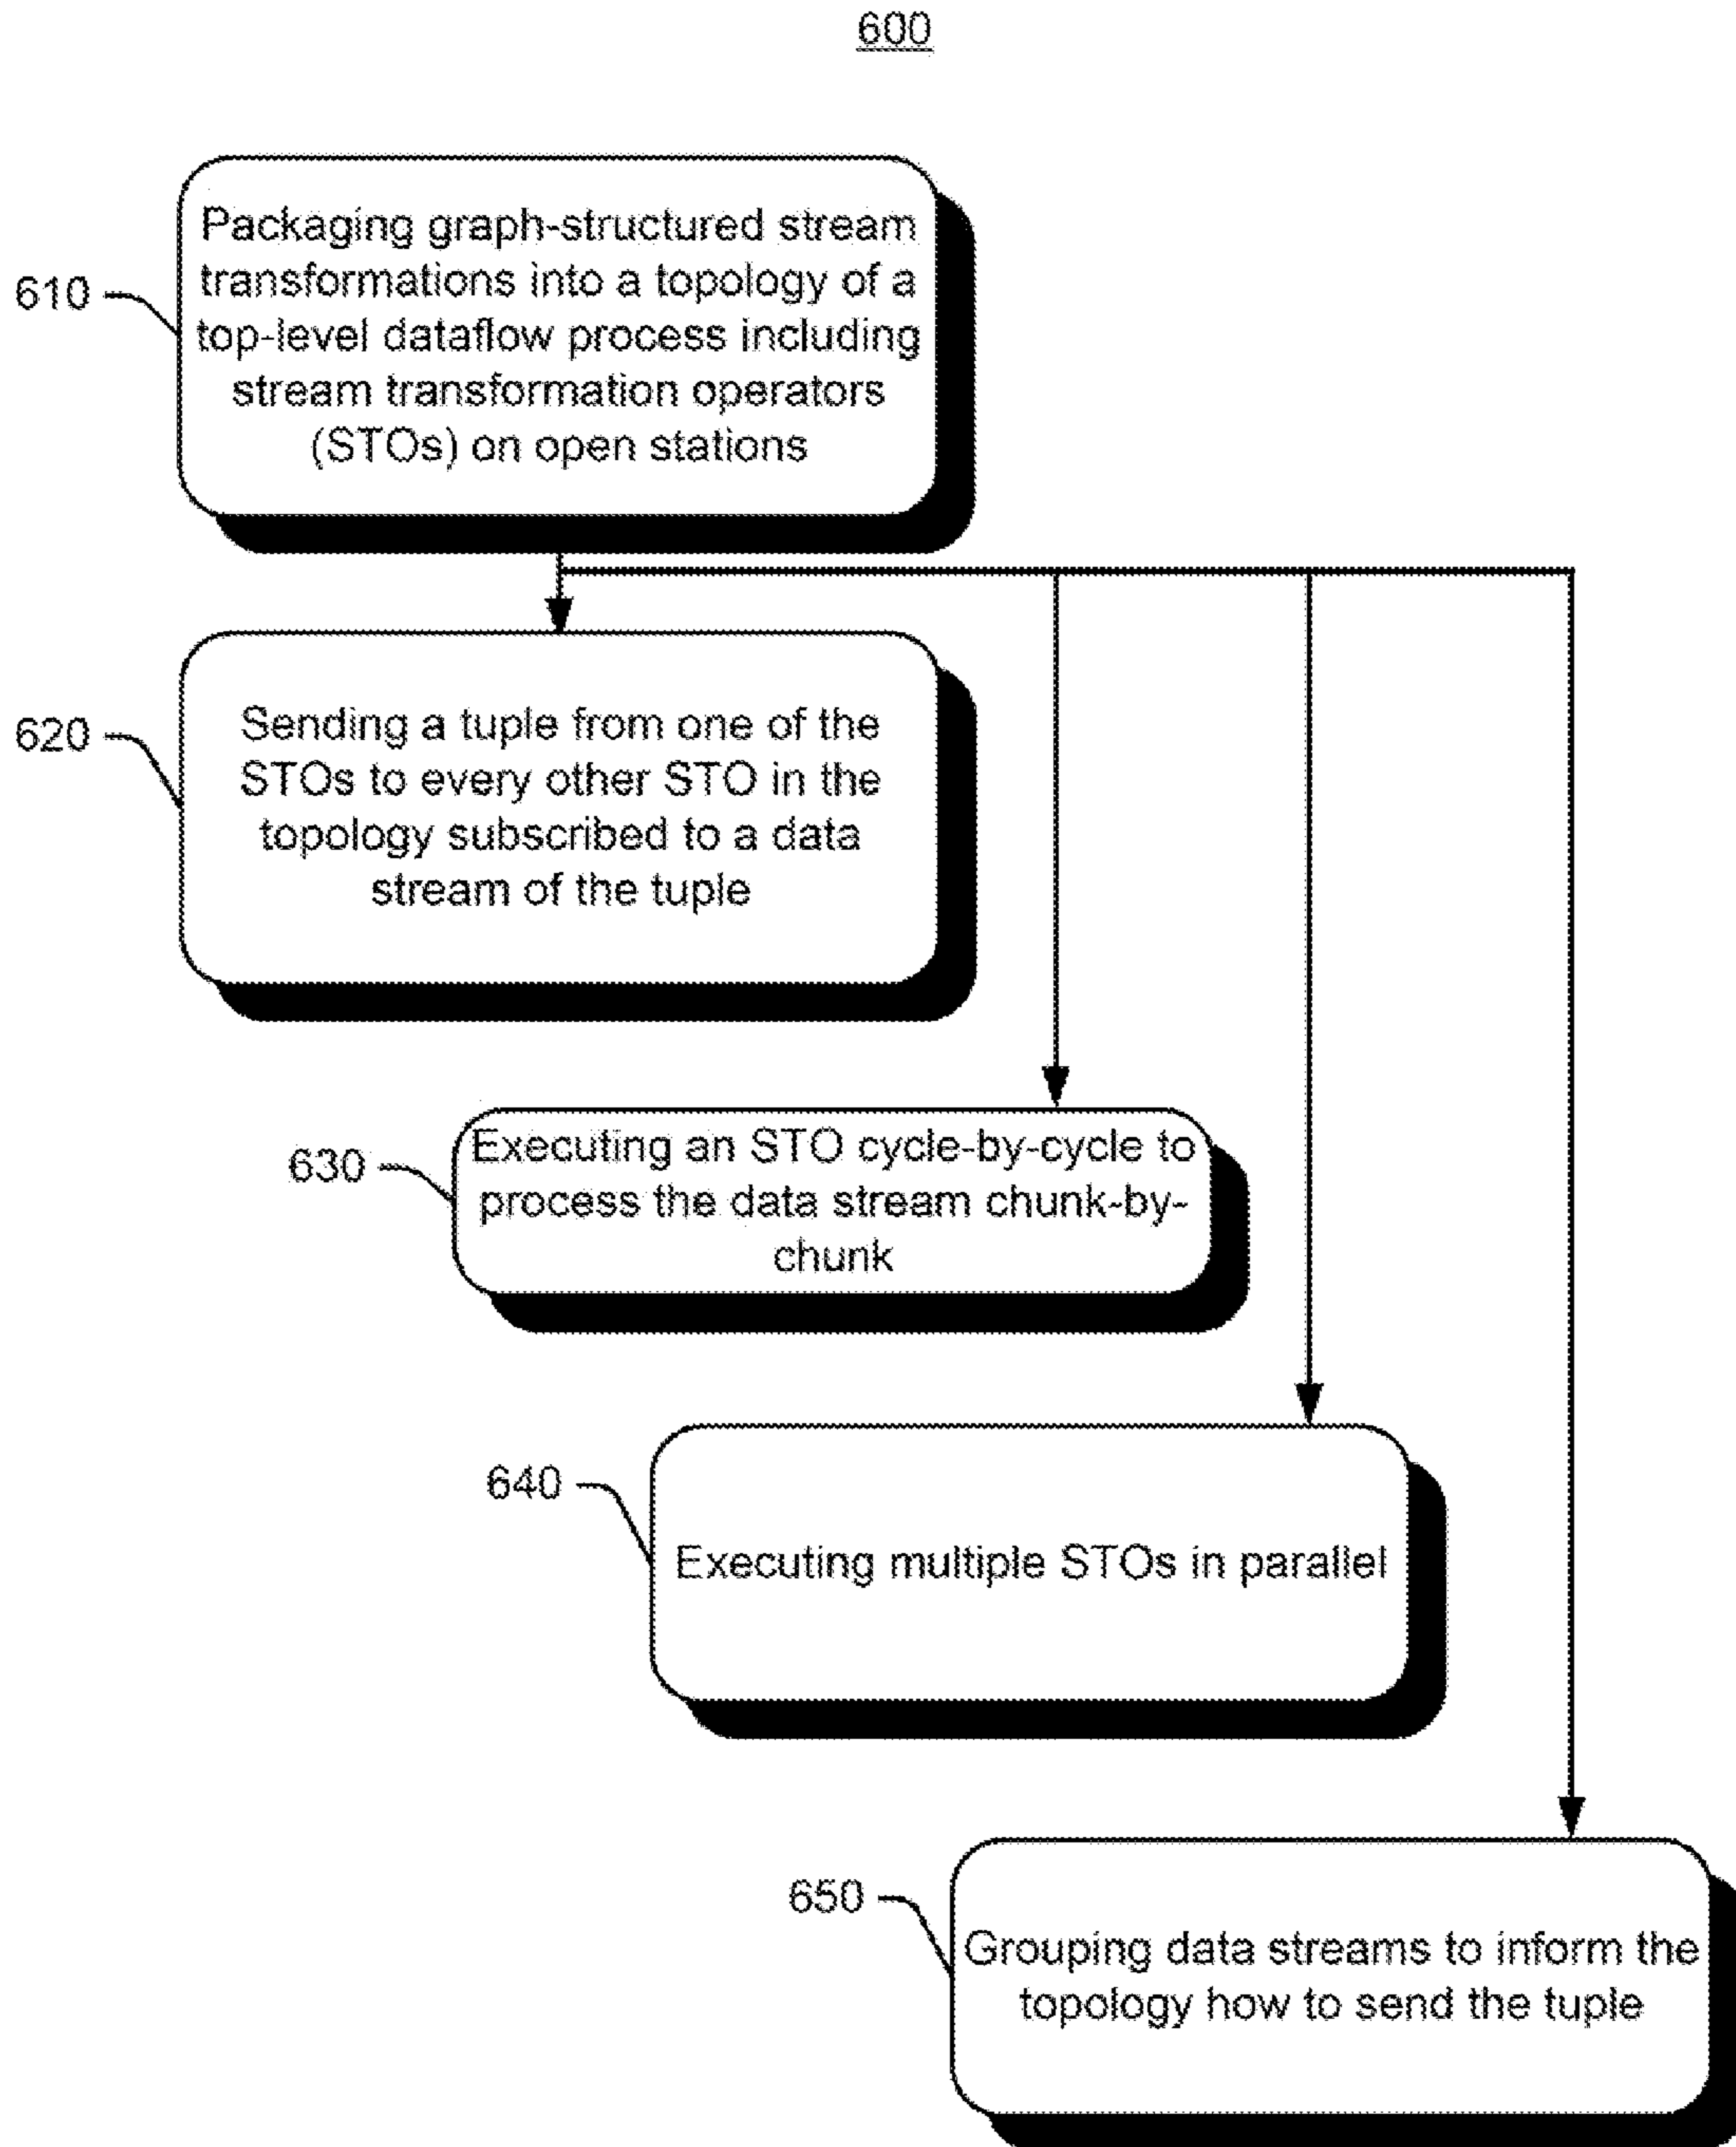 600
610
Packaging graph-structured stream
transformations into a topology of a
top-level dataflow process including
stream transformation operators
(STOs) on open stations
620
Sending a tuple from one of the
STOs to every other STO in the
topology subscribed to a data
stream of the tuple
630
Executing an STO cycle-by-cycle to
process the data stream chunk-by-
chunk
640
Executing multiple STOs in parallel
650
Grouping data streams to inform the
topology how to send the tuple